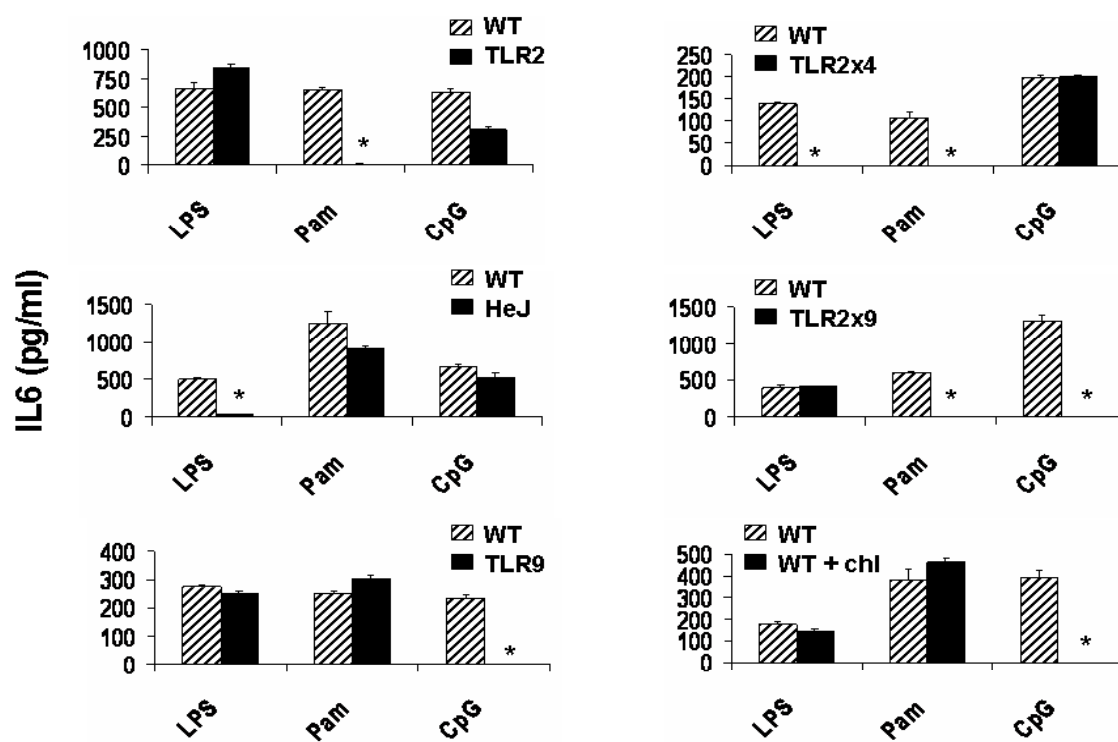 IL6 (pg/ml)
WT
TLR2
1000
750
500
250
0
*
LPS
Pam
CpG
WT
TLR2x4
250
200
150
100
50
0
*
*
LPS
Pam
CpG
WT
HeJ
1500
1000
500
0
*
LPS
Pam
CpG
WT
TLR2x9
1500
1000
500
0
*
*
LPS
Pam
CpG
WT
TLR9
400
300
200
100
0
*
LPS
Pam
CpG
WT
WT + chl
500
400
300
200
100
0
*
LPS
Pam
CpG